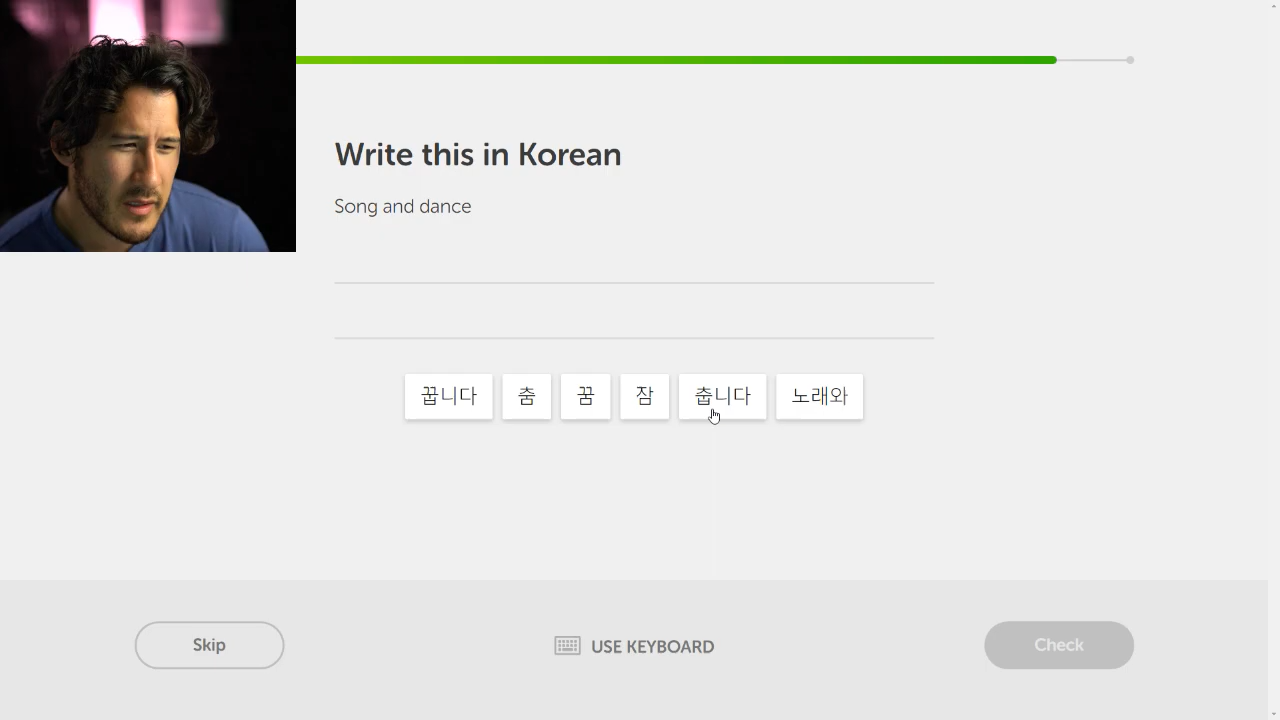 Write this in Korean
Song and dance
꿉니다 춤 꿈 잠 춥니다 노래와
Skip USE KEYBOARD Check